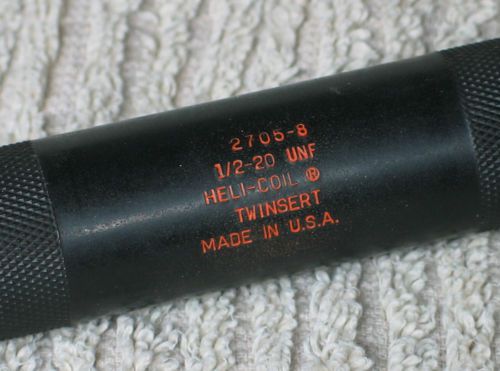 2705-8
1/2-20 UNF
HELI-COIL ®
TWINSERT
MADE IN U.S.A.